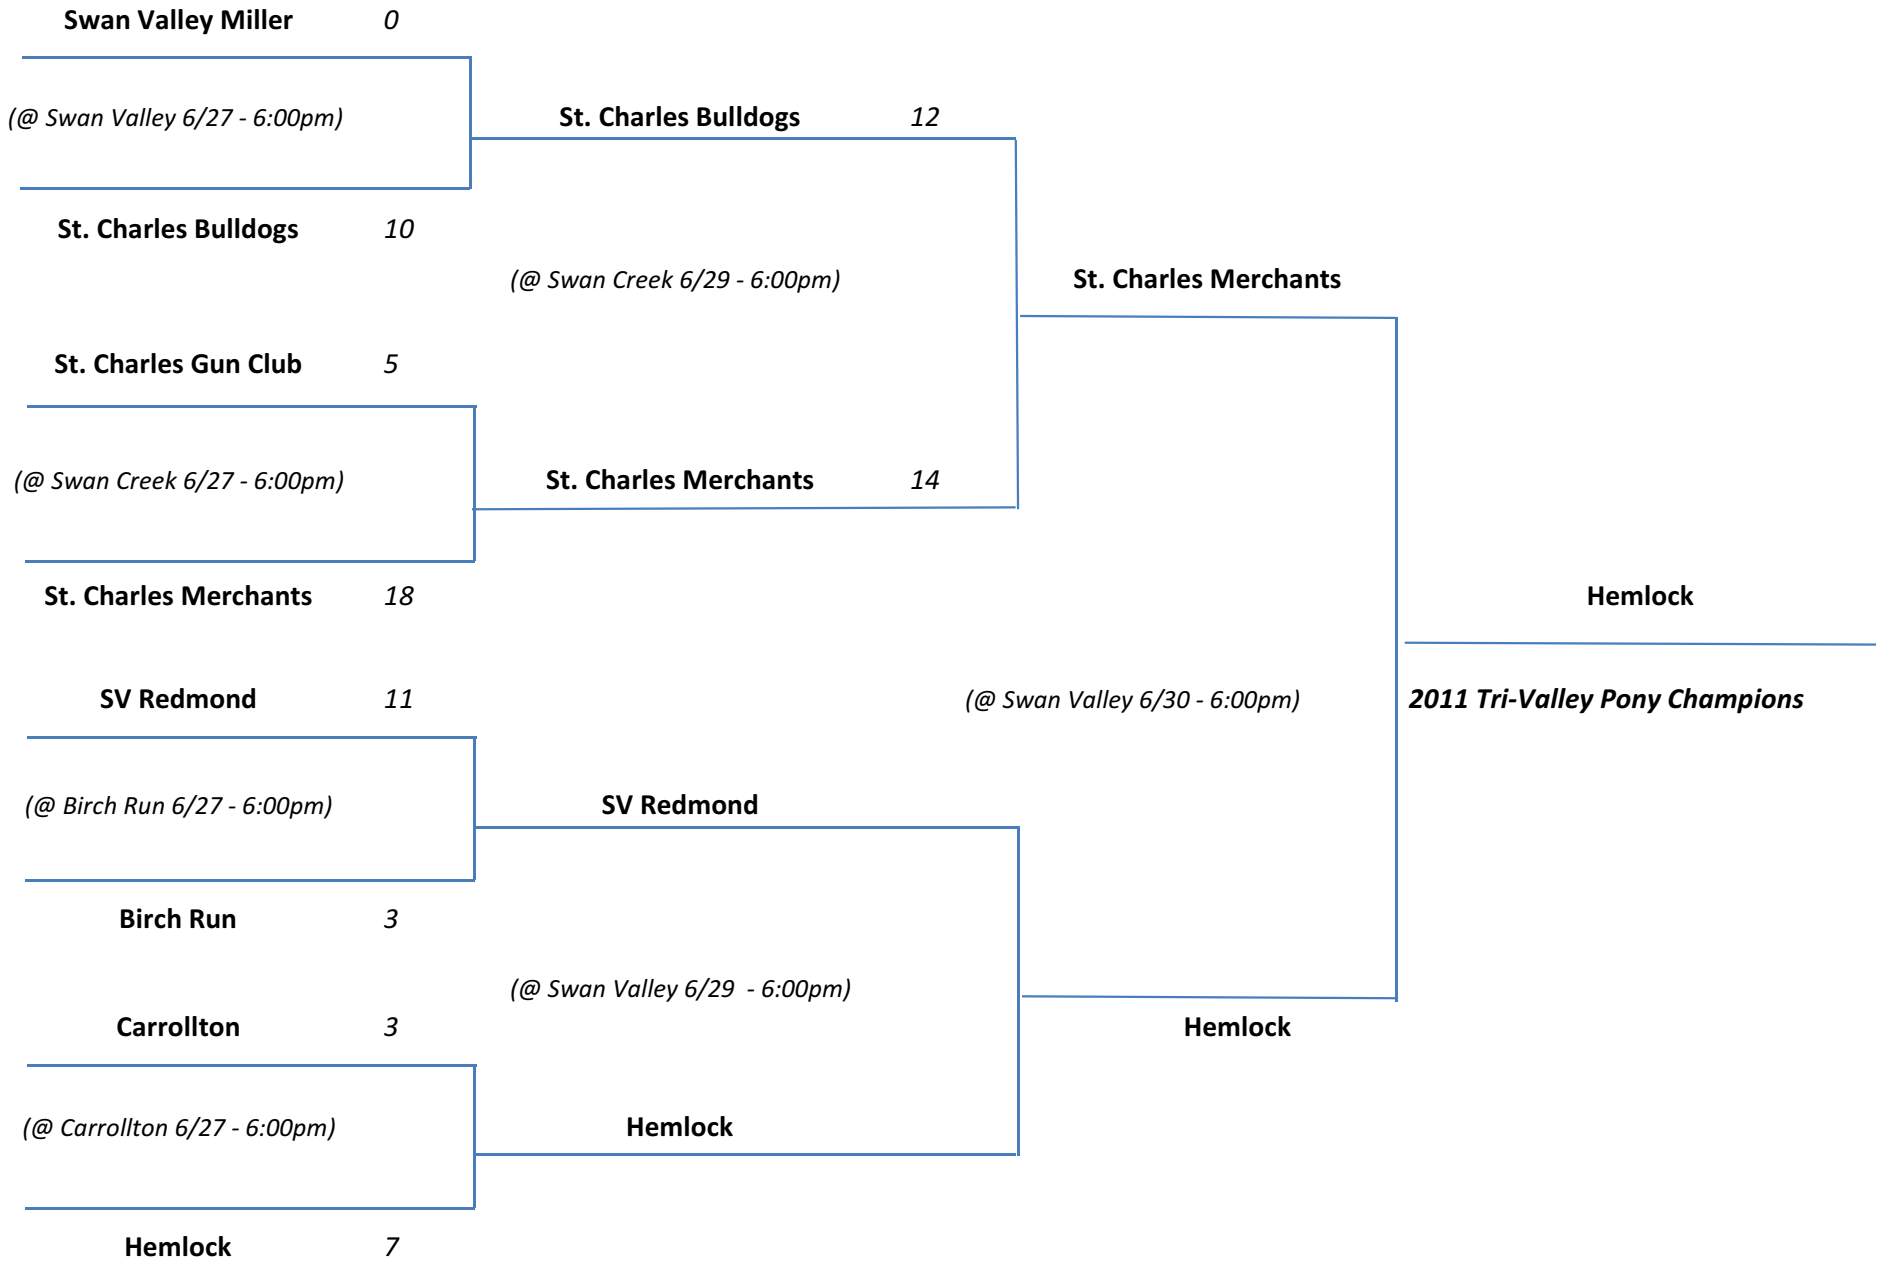 Swan Valley Miller 0
(@ Swan Valley 6/27 - 6:00pm)
St. Charles Bulldogs 12
St. Charles Bulldogs 10
(@ Swan Creek 6/29 - 6:00pm)
St. Charles Merchants
St. Charles Gun Club 5
(@ Swan Creek 6/27 - 6:00pm)
St. Charles Merchants 14
St. Charles Merchants 18
Hemlock
SV Redmond 11
(@ Swan Valley 6/30 - 6:00pm)
2011 Tri-Valley Pony Champions
(@ Birch Run 6/27 - 6:00pm)
SV Redmond
Birch Run 3
(@ Swan Valley 6/29 - 6:00pm)
Carrollton 3
Hemlock
(@ Carrollton 6/27 - 6:00pm)
Hemlock
Hemlock 7